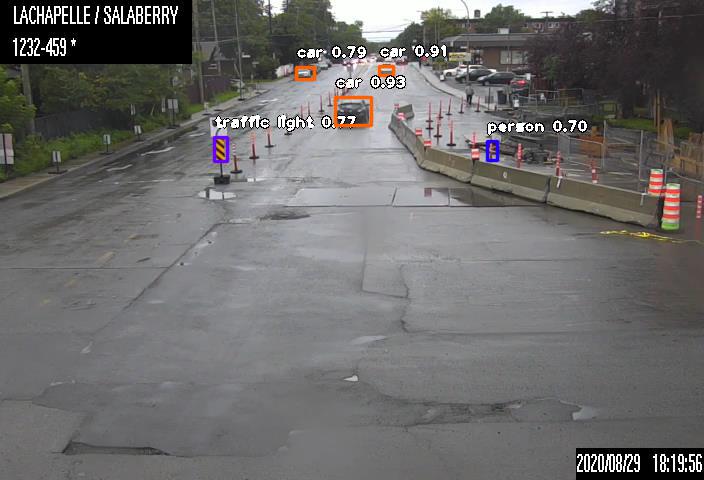 LACHAPELLE / SALABERRY
1232-459 *
car 0.79
car 0.91
car 0.93
traffic light 0.77
person 0.70
2020/08/29 18:19:56